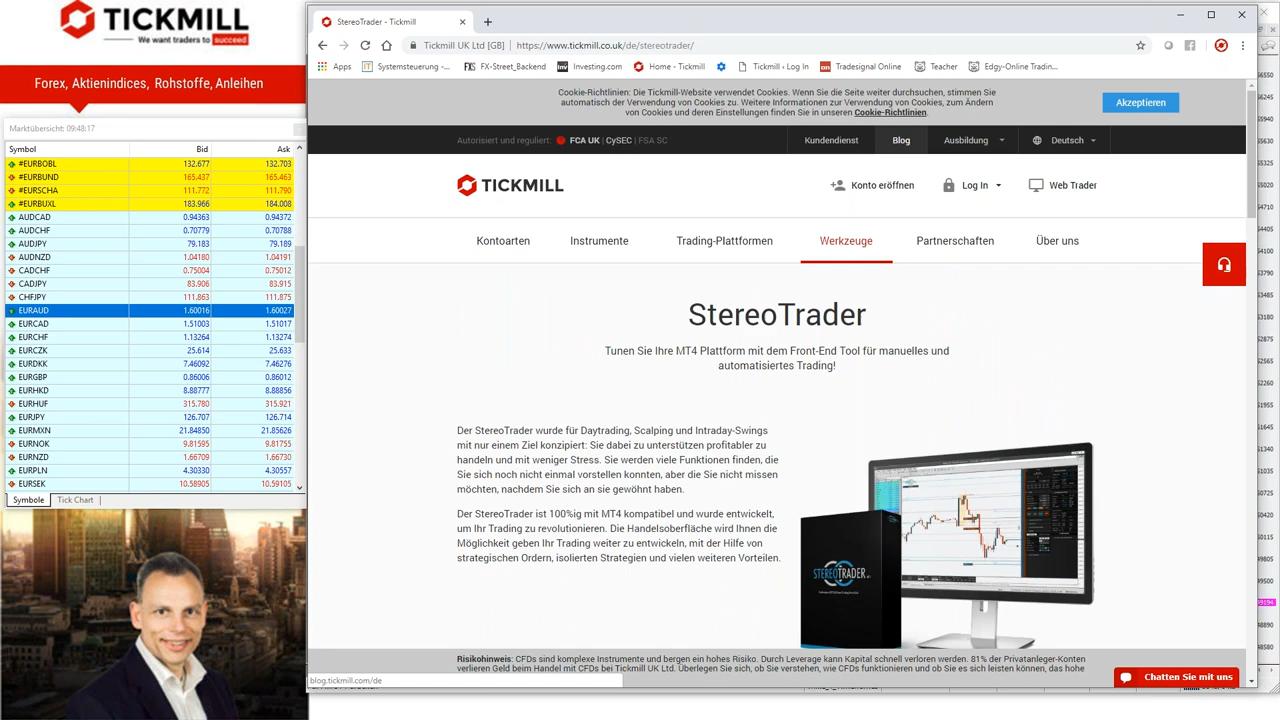 TICKMILL
We want traders to succeed
Forex, Aktienindices, Rohstoffe, Anleihen
Marktübersicht: 09:48:17
Symbol Bid Ask
#EURBOBL 132.677 132.703
#EURBUND 165.437 165.463
#EURSCHA 111.772 111.790
#EURBUXL 183.966 184.008
AUDCAD 0.94363 0.94372
AUDCHF 0.70779 0.70788
AUDJPY 79.183 79.189
AUDNZD 1.04180 1.04191
CADCHF 0.75004 0.75012
CADJPY 83.906 83.915
CHFJPY 111.863 111.875
EURAUD 1.60016 1.60027
EURCAD 1.51003 1.51017
EURCHF 1.13264 1.13274
EURCZK 25.614 25.633
EURDKK 7.46092 7.46276
EURGBP 0.86006 0.86012
EURHKD 8.88777 8.88856
EURHUF 315.780 315.921
EURJPY 126.707 126.714
EURMXN 21.84850 21.85626
EURNOK 9.81595 9.81755
EURNZD 1.66709 1.66730
EURPLN 4.30330 4.30557
EURSEK 10.58905 10.59105
Symbole Tick Chart
StereoTrader - Tickmill
Tickmill UK Ltd [GB] https://www.tickmill.co.uk/de/stereotrader/
Apps Systemsteuerung -... FX-Street_Backend Investing.com Home - Tickmill Tickmill ‹ Log In Tradesignal Online Teacher Edgy-Online Tradin...
Cookie-Richtlinien: Die Tickmill-Website verwendet Cookies. Wenn Sie die Seite weiter durchsuchen, stimmen Sie
automatisch der Verwendung von Cookies zu. Weitere Informationen zur Verwendung von Cookies, zum Ändern
von Cookies und deren Einstellungen finden Sie in unseren Cookie-Richtlinien.
Akzeptieren
Autorisiert und reguliert: FCA UK | CySEC | FSA SC
Kundendienst Blog Ausbildung Deutsch
TICKMILL
Konto eröffnen Log In Web Trader
Kontoarten Instrumente Trading-Plattformen Werkzeuge Partnerschaften Über uns
StereoTrader
Tunen Sie Ihre MT4 Plattform mit dem Front-End Tool für manuelles und
automatisiertes Trading!
Der StereoTrader wurde für Daytrading, Scalping und Intraday-Swings
mit nur einem Ziel konzipiert: Sie dabei zu unterstützen profitabler zu
handeln und mit weniger Stress. Sie werden viele Funktionen finden, die
Sie sich noch nicht einmal vorstellen konnten, aber die Sie nicht missen
möchten, nachdem Sie sich an sie gewöhnt haben.
Der StereoTrader ist 100%ig mit MT4 kompatibel und wurde entwickelt,
um Ihr Trading zu revolutionieren. Die Handelsoberfläche wird Ihnen die
Möglichkeit geben Ihr Trading weiter zu entwickeln, mit der Hilfe von
strategischen Ordern, isolierten Strategien und vielen weiteren Vorteilen.
STEREOTRADER
Risikohinweis: CFDs sind komplexe Instrumente und bergen ein hohes Risiko. Durch Leverage kann Kapital schnell verloren werden. 81% der Privatanleger-Konten
verlieren Geld beim Handel mit CFDs bei Tickmill UK Ltd. Überlegen Sie sich, ob Sie verstehen, wie CFDs funktionieren und ob Sie es sich leisten können, das hohe
Chatten Sie mit uns
blog.tickmill.com/de